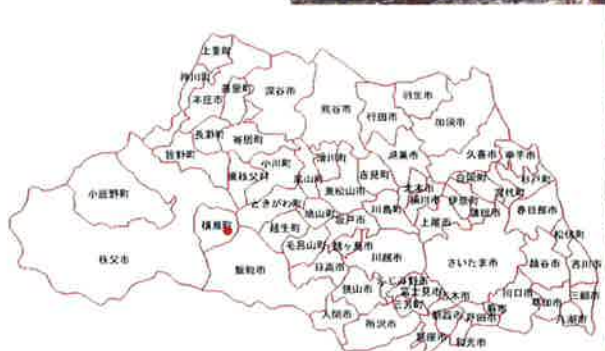 上里町
神川町
本庄市
美里町
深谷市
熊谷市
行田市
羽生市
加須市
長瀞町
寄居町
皆野町
小川町
滑川町
嵐山町
東秩父村
東松山市
吉見町
鴻巣市
久喜市
幸手市
杉戸町
宮代町
白岡町
小鹿野町
ときがわ町
鳩山町
坂戸市
川島町
北本市
桶川市
伊奈町
蓮田市
春日部市
上尾市
横瀬町
越生町
毛呂山町
鶴ヶ島市
松伏町
秩父市
飯能市
日高市
川越市
さいたま市
越谷市
吉川市
狭山市
ふじみ野市
富士見市
三芳町
志木市
川口市
草加市
三郷市
八潮市
入間市
所沢市
新座市
朝霞市
和光市
戸田市
蕨市